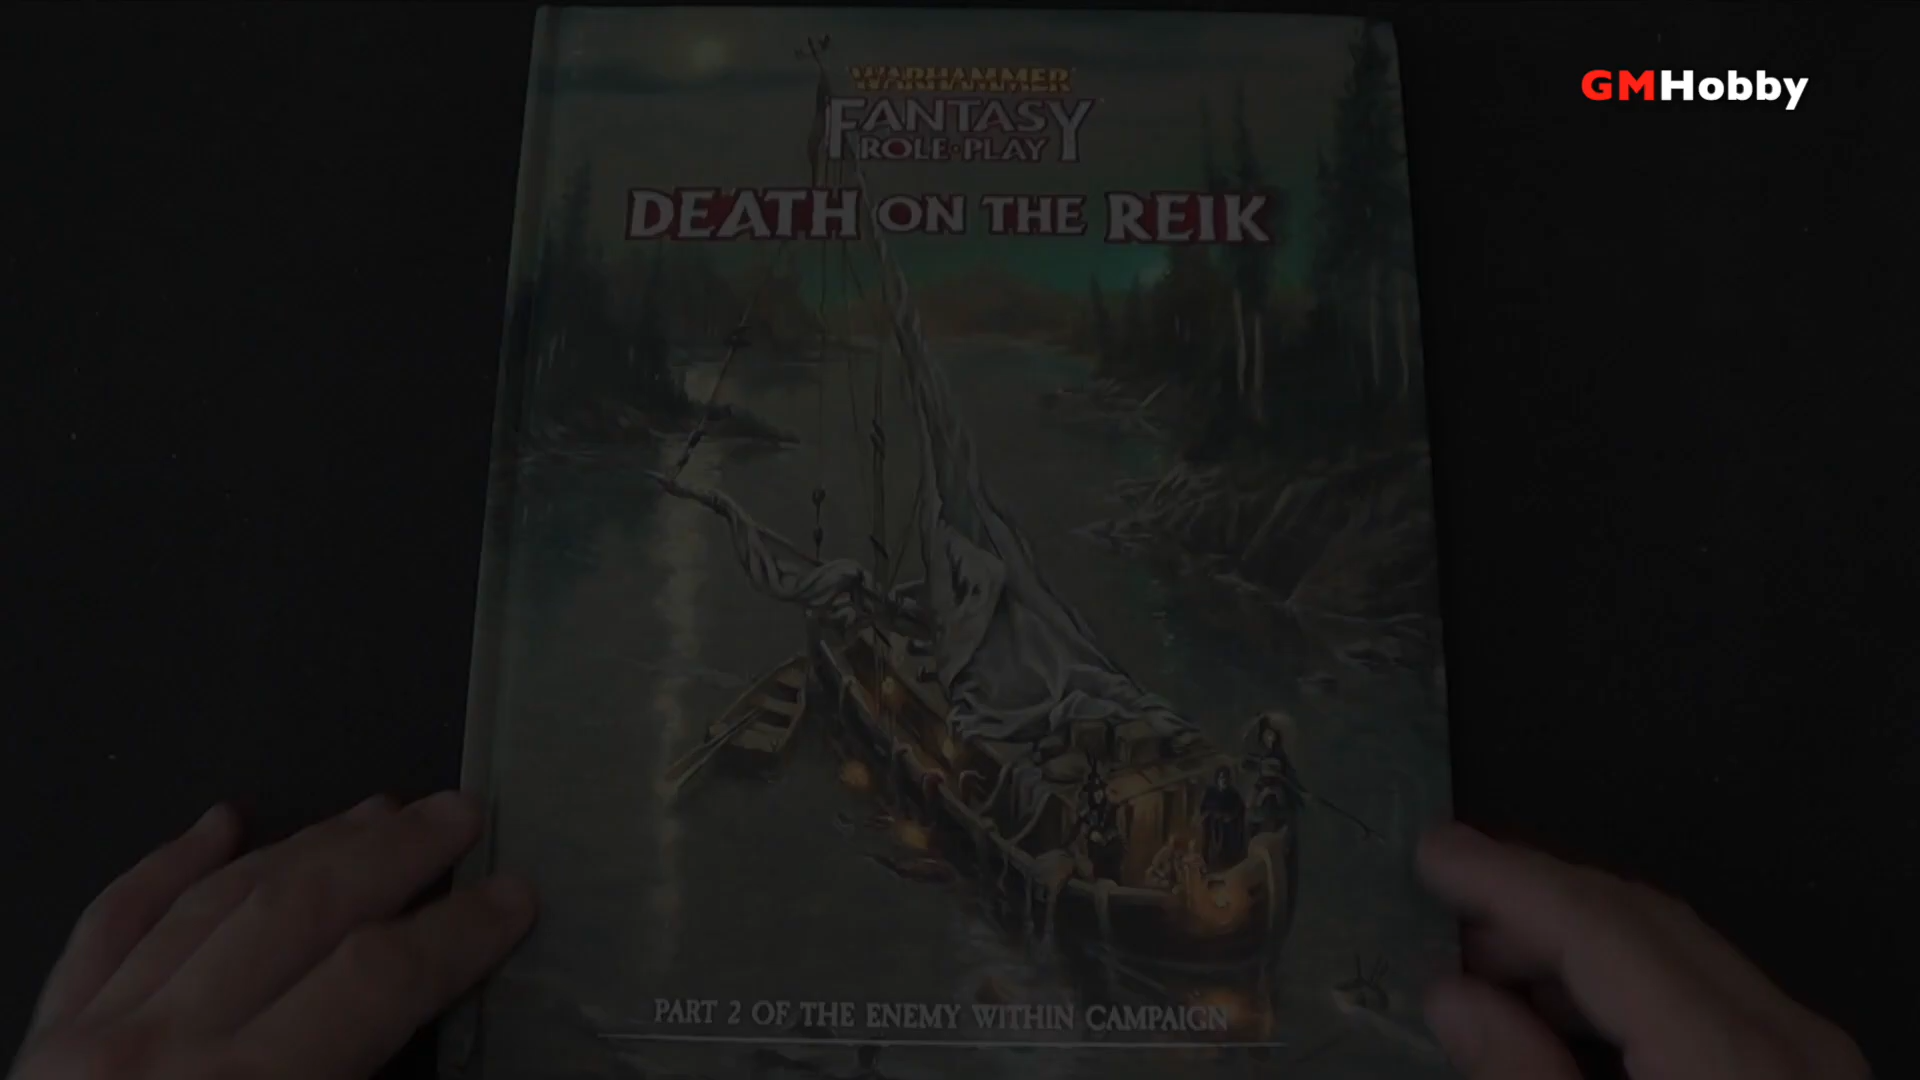 GMHobby
WARHAMMER
FANTASY
ROLE·PLAY
DEATH ON THE REIK
PART 2 OF THE ENEMY WITHIN CAMPAIGN